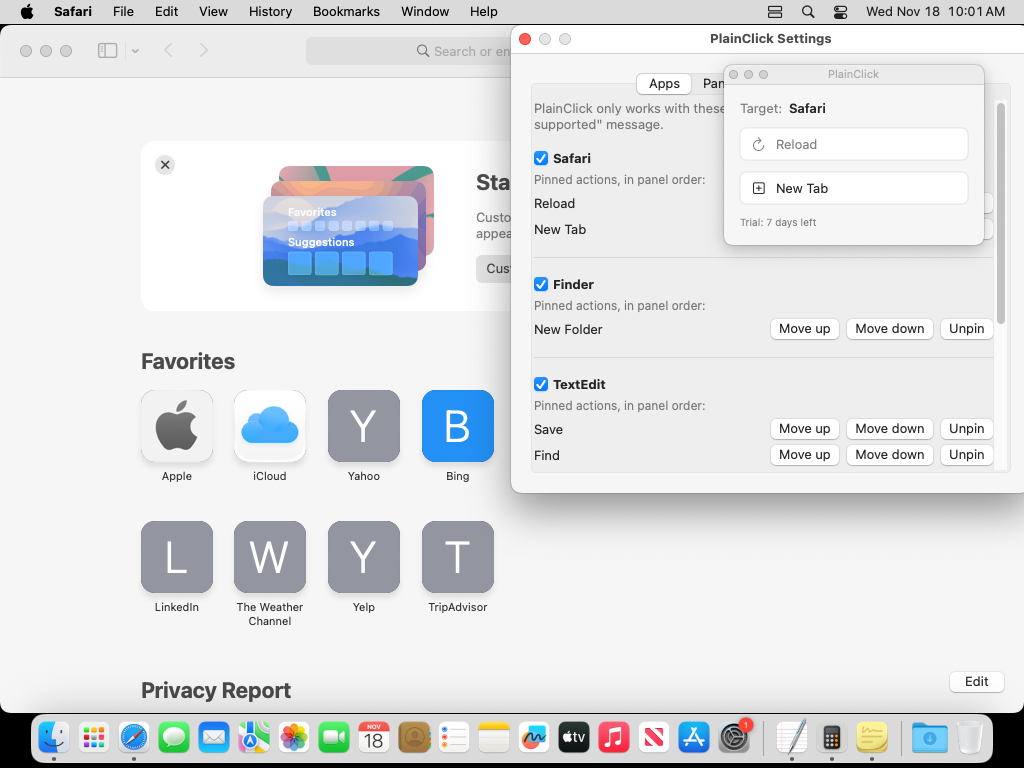 Safari File Edit View History Bookmarks Window Help Wed Nov 18 10:01 AM
Search or en
PlainClick Settings
Apps Pan
PlainClick only works with these
supported" message.
Safari
Pinned actions, in panel order:
Reload
New Tab
Finder
Pinned actions, in panel order:
New Folder Move up Move down Unpin
TextEdit
Pinned actions, in panel order:
Save Move up Move down Unpin
Find Move up Move down Unpin
PlainClick
Target: Safari
Reload
New Tab
Trial: 7 days left
Favorites
Suggestions
Sta
Custo
appea
Cus
Favorites
Apple iCloud Yahoo Bing
Y B
L W Y T
LinkedIn The Weather Channel Yelp TripAdvisor
Privacy Report
Edit
NOV
18
tv
1